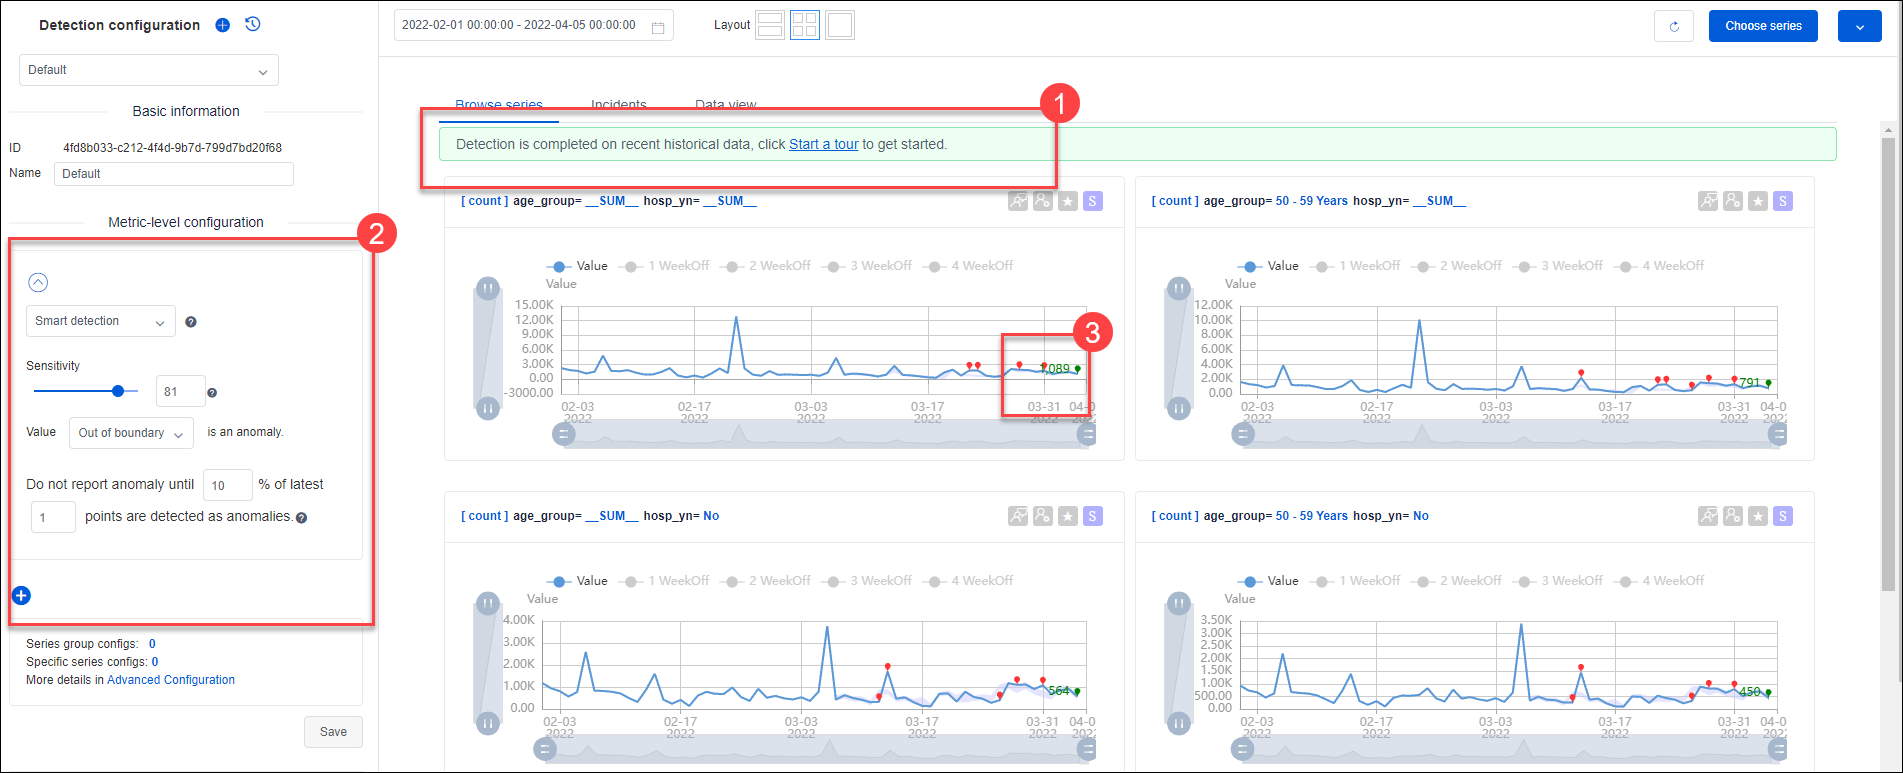 Detection configuration
Default
Basic information
ID 4fd8b033-c212-4f4d-9b7d-799d7bd20f68
Name Default
Metric-level configuration
2
Smart detection
Sensitivity
81
Value Out of boundary is an anomaly.
Do not report anomaly until 10 % of latest
1 points are detected as anomalies.
Series group configs: 0
Specific series configs: 0
More details in Advanced Configuration
Save
2022-02-01 00:00:00 - 2022-04-05 00:00:00
Layout
Choose series
Browse series Incidents Data view
1
Detection is completed on recent historical data, click Start a tour to get started.
[ count ] age_group= __SUM__ hosp_yn= __SUM__
S
Value 1 WeekOff 2 WeekOff 3 WeekOff 4 WeekOff
Value
15.00K
12.00K
9.00K
6.00K
3.00K
0.00
-3000.00
3
1,089
02-03 02-17 03-03 03-17 03-31 04-0
2022 2022 2022 2022 2022 2022
[ count ] age_group= 50 - 59 Years hosp_yn= __SUM__
S
Value 1 WeekOff 2 WeekOff 3 WeekOff 4 WeekOff
Value
12.00K
10.00K
8.00K
6.00K
4.00K
2.00K
0.00
791
02-03 02-17 03-03 03-17 03-31 04-0
2022 2022 2022 2022 2022 2022
[ count ] age_group= __SUM__ hosp_yn= No
S
Value 1 WeekOff 2 WeekOff 3 WeekOff 4 WeekOff
Value
4.00K
3.00K
2.00K
1.00K
0.00
564
02-03 02-17 03-03 03-17 03-31 04-0
2022 2022 2022 2022 2022 2022
[ count ] age_group= 50 - 59 Years hosp_yn= No
S
Value 1 WeekOff 2 WeekOff 3 WeekOff 4 WeekOff
Value
3.50K
3.00K
2.50K
2.00K
1.50K
1.00K
500.00
0.00
450
02-03 02-17 03-03 03-17 03-31 04-0
2022 2022 2022 2022 2022 202